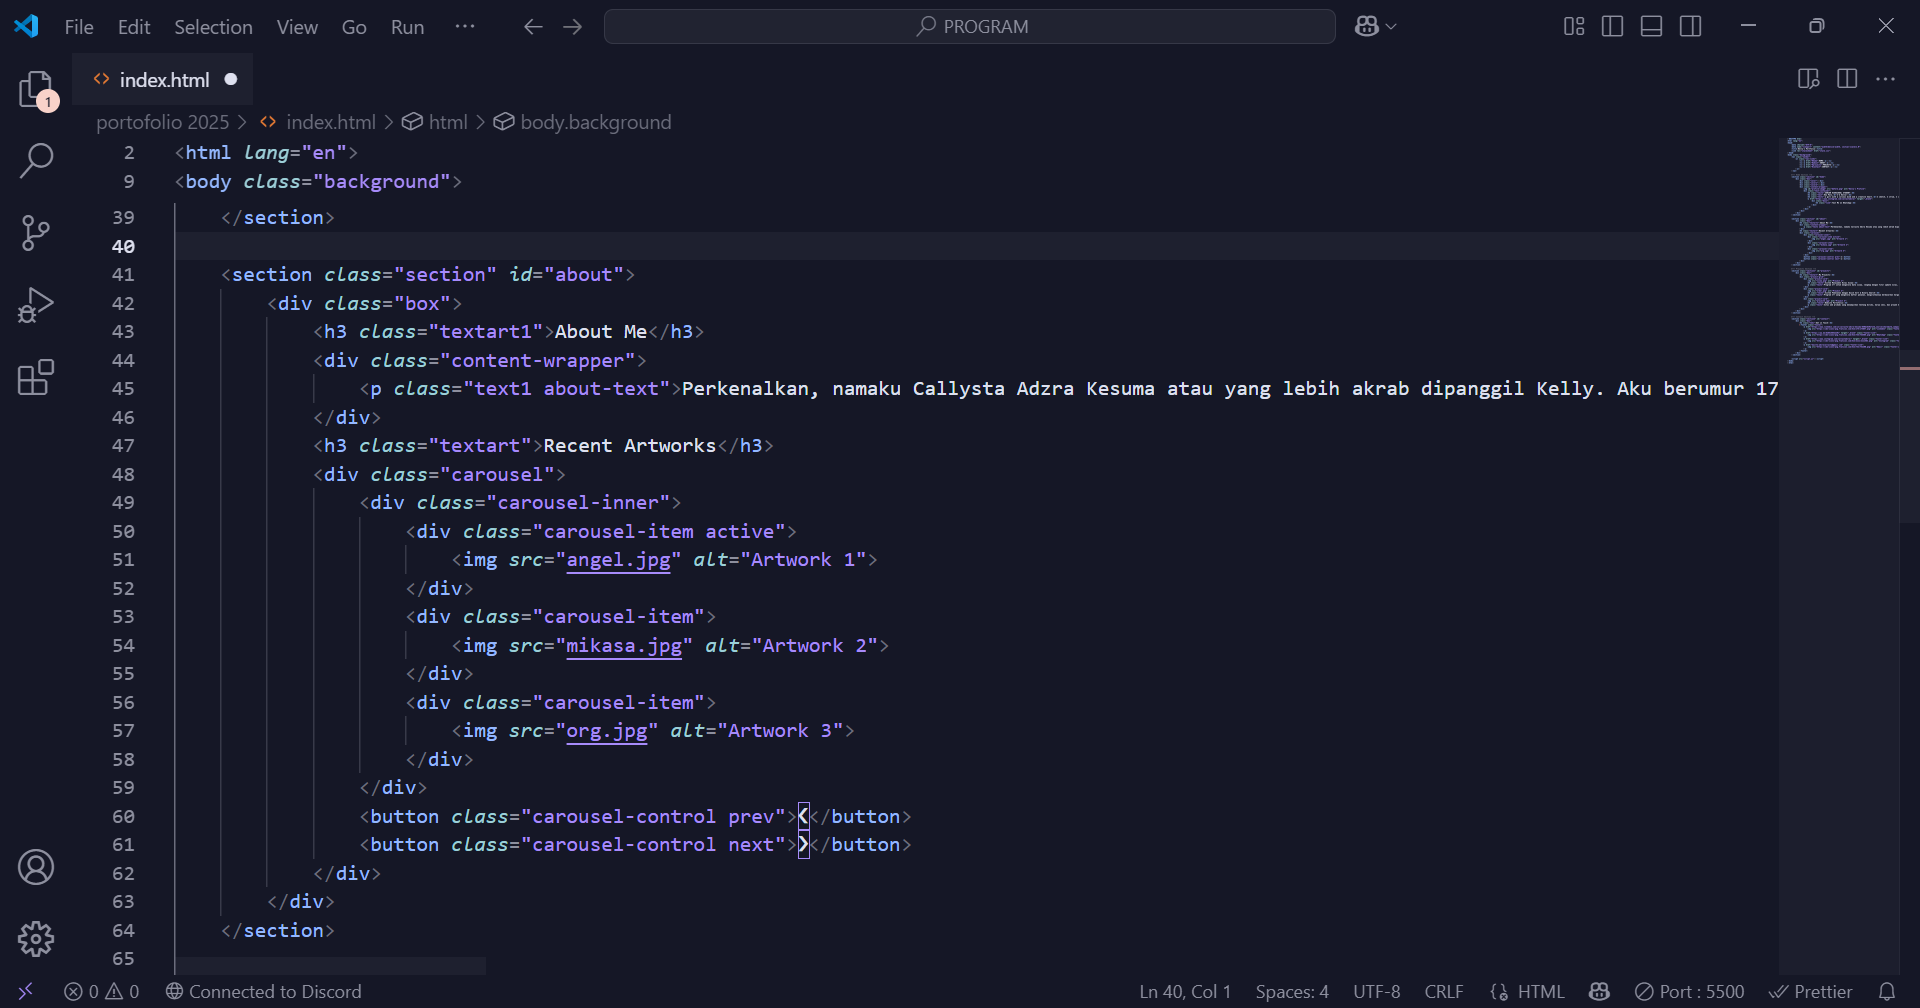 File Edit Selection View Go Run ··· PROGRAM
index.html
1
portofolio 2025 > index.html > html > body.background
2 <html lang="en">
9 <body class="background">
39 </section>
40
41 <section class="section" id="about">
42 <div class="box">
43 <h3 class="textart1">About Me</h3>
44 <div class="content-wrapper">
45 <p class="text1 about-text">Perkenalkan, namaku Callysta Adzra Kesuma atau yang lebih akrab dipanggil Kelly. Aku berumur 17
46 </div>
47 <h3 class="textart">Recent Artworks</h3>
48 <div class="carousel">
49 <div class="carousel-inner">
50 <div class="carousel-item active">
51 <img src="angel.jpg" alt="Artwork 1">
52 </div>
53 <div class="carousel-item">
54 <img src="mikasa.jpg" alt="Artwork 2">
55 </div>
56 <div class="carousel-item">
57 <img src="org.jpg" alt="Artwork 3">
58 </div>
59 </div>
60 <button class="carousel-control prev">❮</button>
61 <button class="carousel-control next">❯</button>
62 </div>
63 </div>
64 </section>
65
0 0 Connected to Discord Ln 40, Col 1 Spaces: 4 UTF-8 CRLF HTML Port : 5500 Prettier